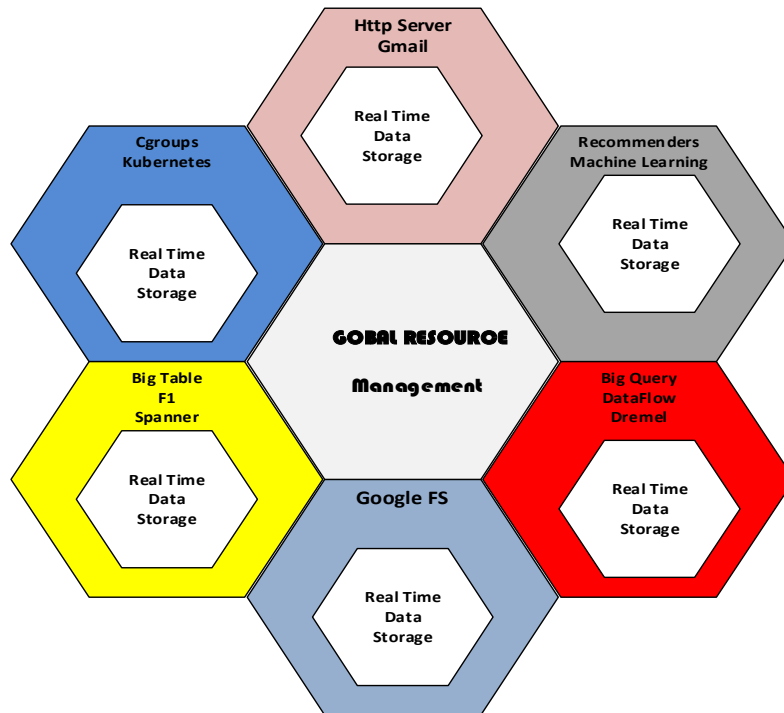 Http Server
Gmail
Real Time
Data
Storage
Cgroups
Kubernetes
Real Time
Data
Storage
Recommenders
Machine Learning
Real Time
Data
Storage
GOBAL RESOUROE
Management
Big Table
F1
Spanner
Real Time
Data
Storage
Big Query
DataFlow
Dremel
Real Time
Data
Storage
Google FS
Real Time
Data
Storage